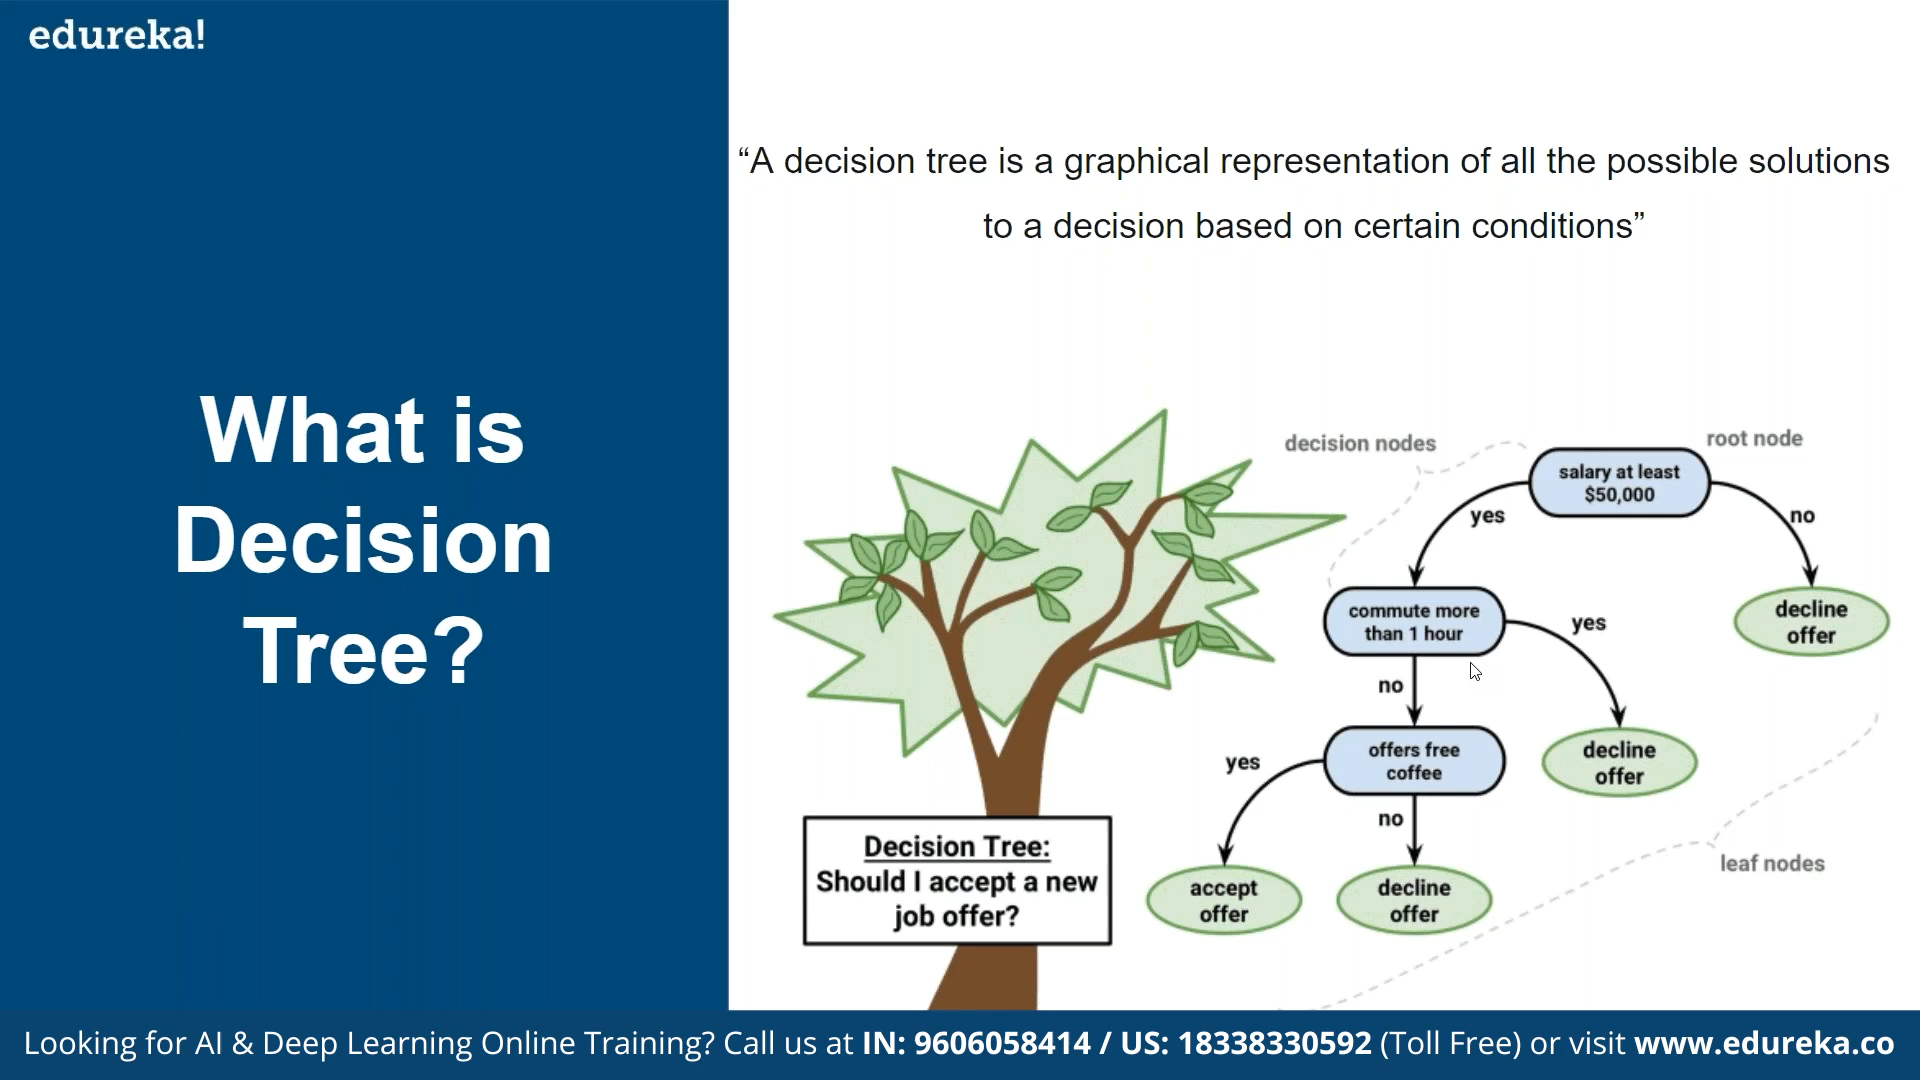 edureka!
What is
Decision
Tree?
“A decision tree is a graphical representation of all the possible solutions
to a decision based on certain conditions”
decision nodes
root node
salary at least
$50,000
yes
no
commute more
than 1 hour
yes
decline
offer
no
offers free
coffee
yes
decline
offer
no
accept
offer
decline
offer
leaf nodes
Decision Tree:
Should I accept a new
job offer?
Looking for AI & Deep Learning Online Training? Call us at IN: 9606058414 / US: 18338330592 (Toll Free) or visit www.edureka.co